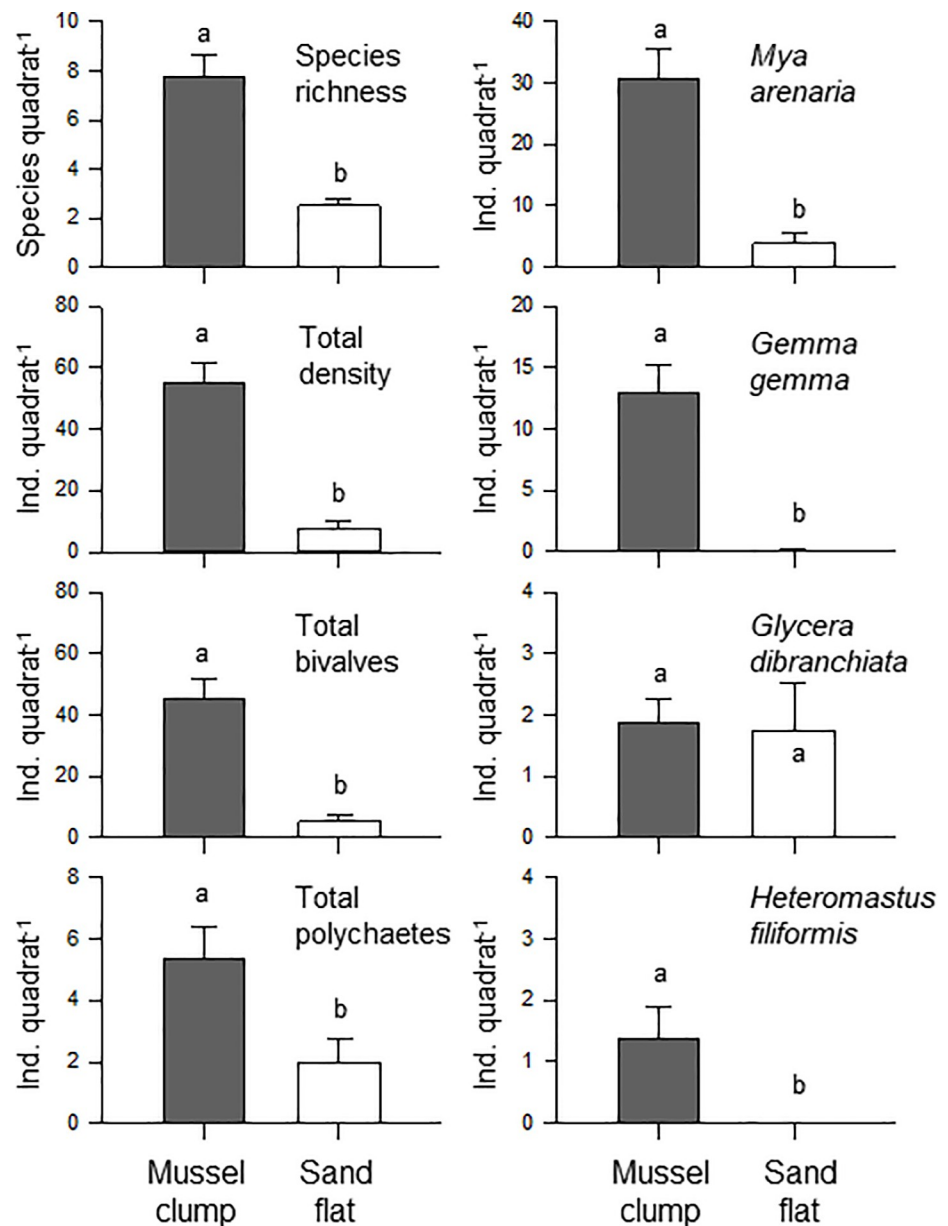 Species quadrat-1
10
8
6
4
2
0
a
b
Species
richness
Ind. quadrat-1
40
30
20
10
0
a
b
Mya
arenaria
Ind. quadrat-1
80
60
40
20
0
a
b
Total
density
Ind. quadrat-1
20
15
10
5
0
a
b
Gemma
gemma
Ind. quadrat-1
80
60
40
20
0
a
b
Total
bivalves
Ind. quadrat-1
4
3
2
1
0
a
a
Glycera
dibranchiata
Ind. quadrat-1
8
6
4
2
0
a
b
Total
polychaetes
Ind. quadrat-1
4
3
2
1
0
a
b
Heteromastus
filiformis
Mussel
clump
Sand
flat
Mussel
clump
Sand
flat